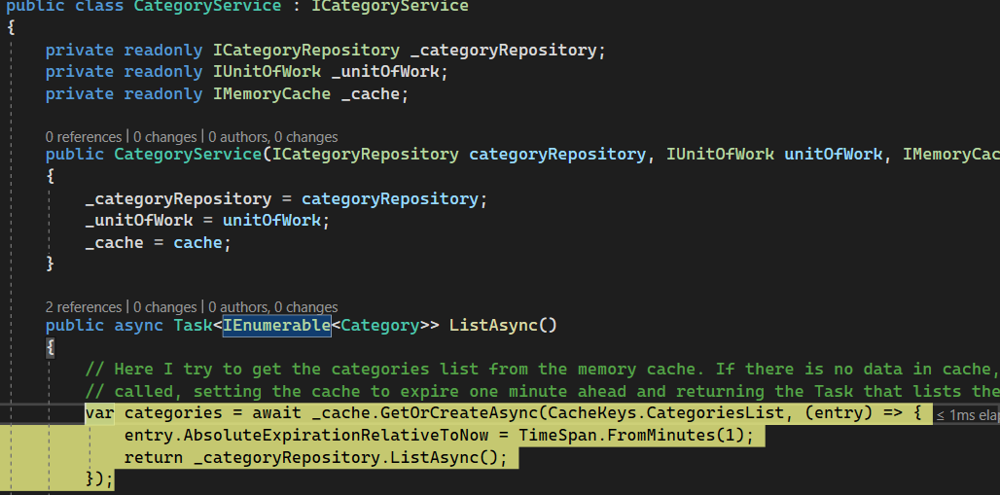 public class CategoryService : ICategoryService
{
private readonly ICategoryRepository _categoryRepository;
private readonly IUnitOfWork _unitOfWork;
private readonly IMemoryCache _cache;
0 references | 0 changes | 0 authors, 0 changes
public CategoryService(ICategoryRepository categoryRepository, IUnitOfWork unitOfWork, IMemoryCac
{
_categoryRepository = categoryRepository;
_unitOfWork = unitOfWork;
_cache = cache;
}
2 references | 0 changes | 0 authors, 0 changes
public async Task<IEnumerable<Category>> ListAsync()
{
// Here I try to get the categories list from the memory cache. If there is no data in cache,
// called, setting the cache to expire one minute ahead and returning the Task that lists the
var categories = await _cache.GetOrCreateAsync(CacheKeys.CategoriesList, (entry) => { ≤ 1ms elap
entry.AbsoluteExpirationRelativeToNow = TimeSpan.FromMinutes(1);
return _categoryRepository.ListAsync();
});